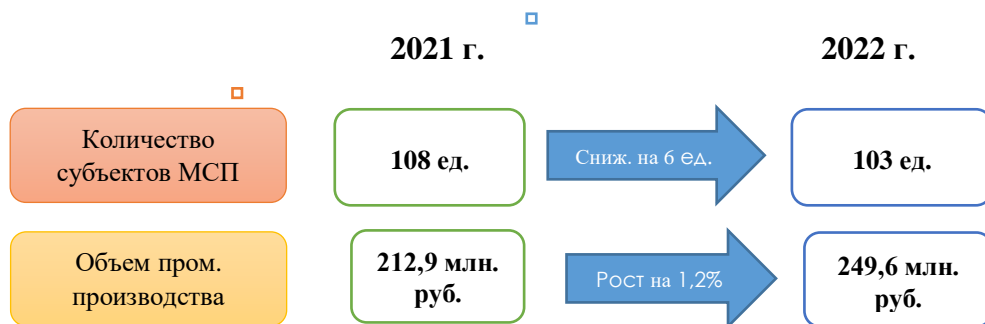 2021 г.
2022 г.
Количество
субъектов МСП
108 ед.
Сниж. на 6 ед.
103 ед.
Объем пром.
производства
212,9 млн.
руб.
Рост на 1,2%
249,6 млн.
руб.